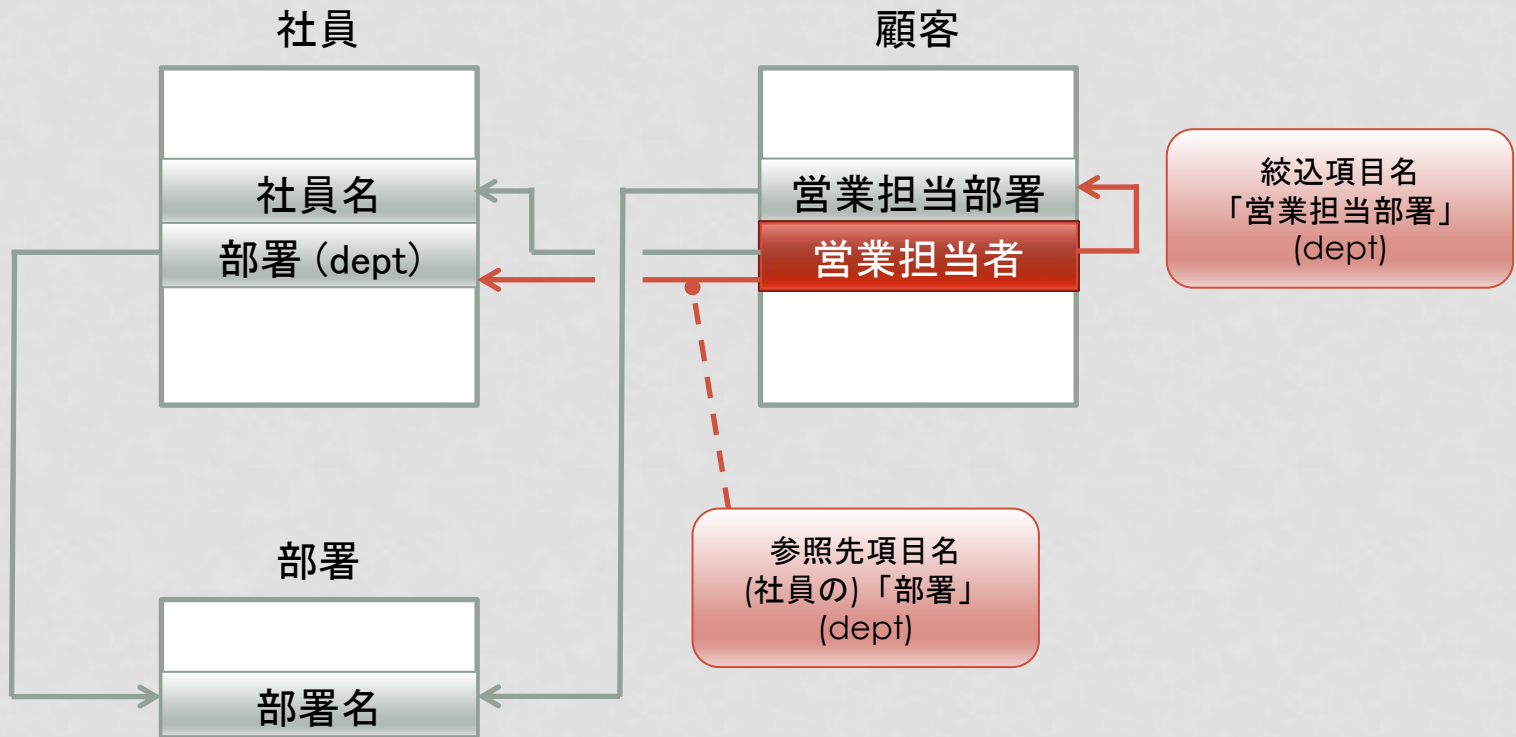 社員
社員名
部署 (dept)
顧客
営業担当部署
営業担当者
絞込項目名
「営業担当部署」
(dept)
参照先項目名
(社員の)「部署」
(dept)
部署
部署名